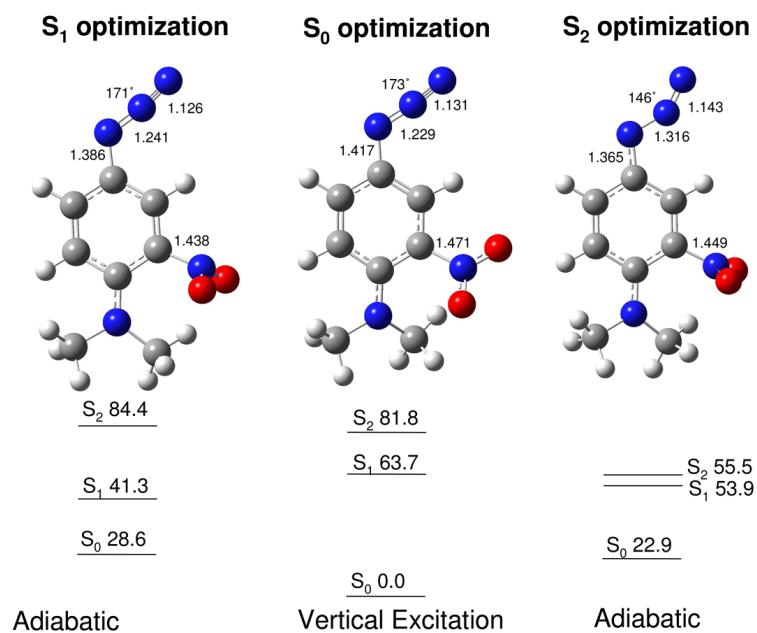 S₁ optimization
S₀ optimization
S₂ optimization
171°
1.126
1.241
1.386
1.438
173°
1.131
1.229
1.417
1.471
146°
1.143
1.316
1.365
1.449
S₂ 84.4
S₁ 41.3
S₀ 28.6
S₂ 81.8
S₁ 63.7
S₀ 0.0
S₂ 55.5
S₁ 53.9
S₀ 22.9
Adiabatic
Vertical Excitation
Adiabatic